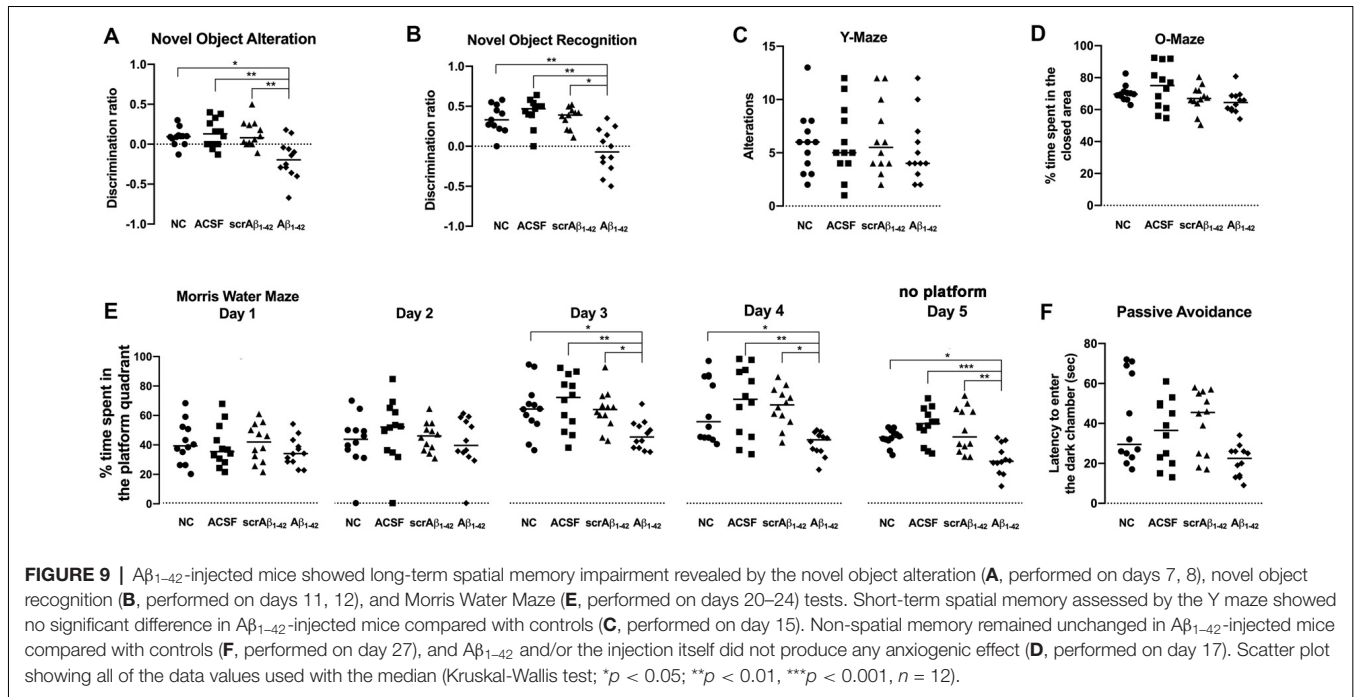 A
Novel Object Alteration
Discrimination ratio
1.0
0.5
0.0
-0.5
-1.0
*
**
**
NC ACSF scrAβ1-42 Aβ1-42
B
Novel Object Recognition
Discrimination ratio
1.0
0.5
0.0
-0.5
-1.0
**
**
*
NC ACSF scrAβ1-42 Aβ1-42
C
Y-Maze
Alterations
15
10
5
0
NC ACSF scrAβ1-42 Aβ1-42
D
O-Maze
% time spent in the
closed area
100
80
60
40
20
0
NC ACSF scrAβ1-42 Aβ1-42
E
Morris Water Maze
Day 1
% time spent in
the platform quadrant
100
80
60
40
20
0
NC ACSF scrAβ1-42 Aβ1-42
Day 2
NC ACSF scrAβ1-42 Aβ1-42
Day 3
*
**
*
NC ACSF scrAβ1-42 Aβ1-42
Day 4
*
**
*
NC ACSF scrAβ1-42 Aβ1-42
no platform
Day 5
*
***
**
NC ACSF scrAβ1-42 Aβ1-42
F
Passive Avoidance
Latency to enter
the dark chamber (sec)
80
60
40
20
0
NC ACSF scrAβ1-42 Aβ1-42
FIGURE 9 | Aβ1–42-injected mice showed long-term spatial memory impairment revealed by the novel object alteration (A, performed on days 7, 8), novel object
recognition (B, performed on days 11, 12), and Morris Water Maze (E, performed on days 20–24) tests. Short-term spatial memory assessed by the Y maze showed
no significant difference in Aβ1–42-injected mice compared with controls (C, performed on day 15). Non-spatial memory remained unchanged in Aβ1–42-injected mice
compared with controls (F, performed on day 27), and Aβ1–42 and/or the injection itself did not produce any anxiogenic effect (D, performed on day 17). Scatter plot
showing all of the data values used with the median (Kruskal-Wallis test; *p < 0.05; **p < 0.01, ***p < 0.001, n = 12).